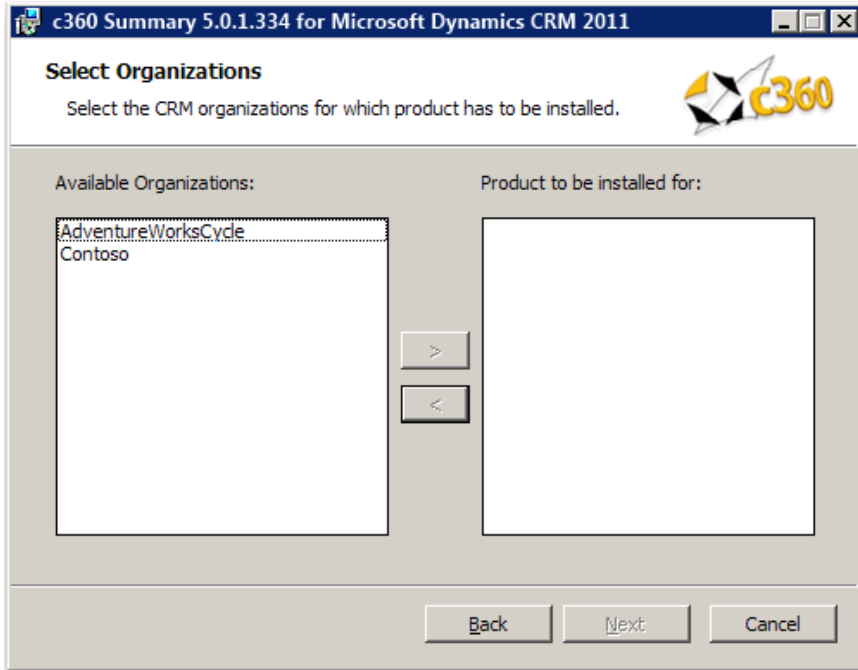 c360 Summary 5.0.1.334 for Microsoft Dynamics CRM 2011
Select Organizations
Select the CRM organizations for which product has to be installed.
c360
Available Organizations:
Product to be installed for:
AdventureWorksCycle
Contoso
>
<
Back
Next
Cancel